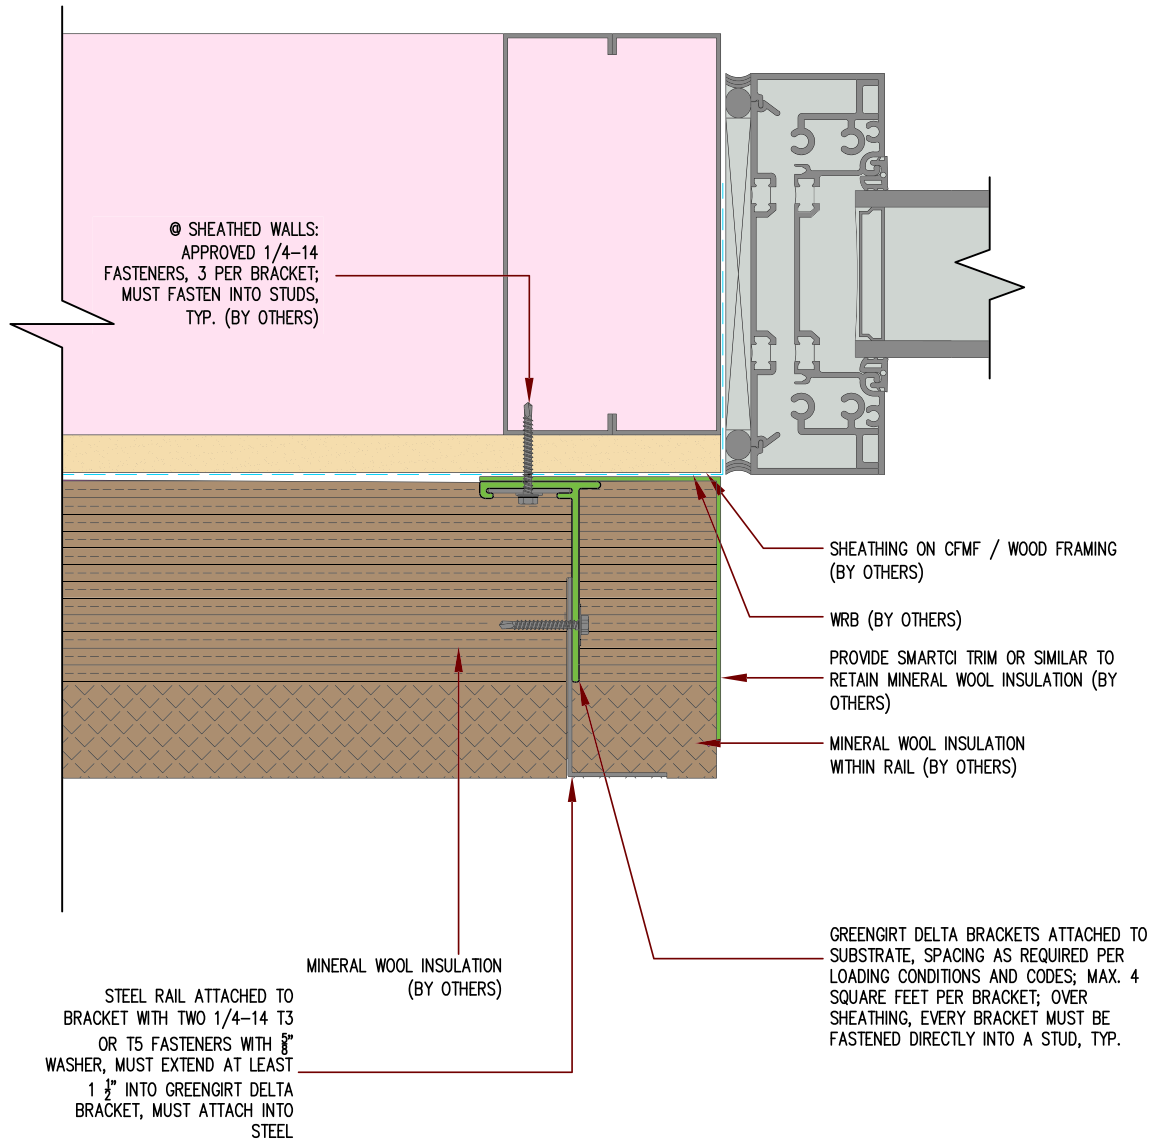 @ SHEATHED WALLS:
APPROVED 1/4-14
FASTENERS, 3 PER BRACKET;
MUST FASTEN INTO STUDS,
TYP. (BY OTHERS)
SHEATHING ON CFMF / WOOD FRAMING
(BY OTHERS)
WRB (BY OTHERS)
PROVIDE SMARTCI TRIM OR SIMILAR TO
RETAIN MINERAL WOOL INSULATION (BY
OTHERS)
MINERAL WOOL INSULATION
WITHIN RAIL (BY OTHERS)
GREENGIRT DELTA BRACKETS ATTACHED TO
SUBSTRATE, SPACING AS REQUIRED PER
LOADING CONDITIONS AND CODES; MAX. 4
SQUARE FEET PER BRACKET; OVER
SHEATHING, EVERY BRACKET MUST BE
FASTENED DIRECTLY INTO A STUD, TYP.
MINERAL WOOL INSULATION
(BY OTHERS)
STEEL RAIL ATTACHED TO
BRACKET WITH TWO 1/4-14 T3
OR T5 FASTENERS WITH 5/8"
WASHER, MUST EXTEND AT LEAST
1 1/2" INTO GREENGIRT DELTA
BRACKET, MUST ATTACH INTO
STEEL